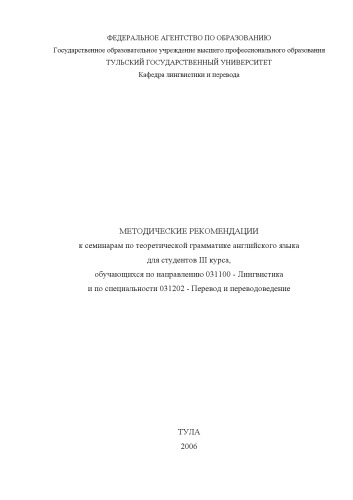 ФЕДЕРАЛЬНОЕ АГЕНТСТВО ПО ОБРАЗОВАНИЮ
Государственное образовательное учреждение высшего профессионального образования
ТУЛЬСКИЙ ГОСУДАРСТВЕННЫЙ УНИВЕРСИТЕТ
Кафедра лингвистики и перевода
МЕТОДИЧЕСКИЕ РЕКОМЕНДАЦИИ
к семинарам по теоретической грамматике английского языка
для студентов III курса,
обучающихся по направлению 031100 - Лингвистика
и по специальности 031202 - Перевод и переводоведение
ТУЛА
2006